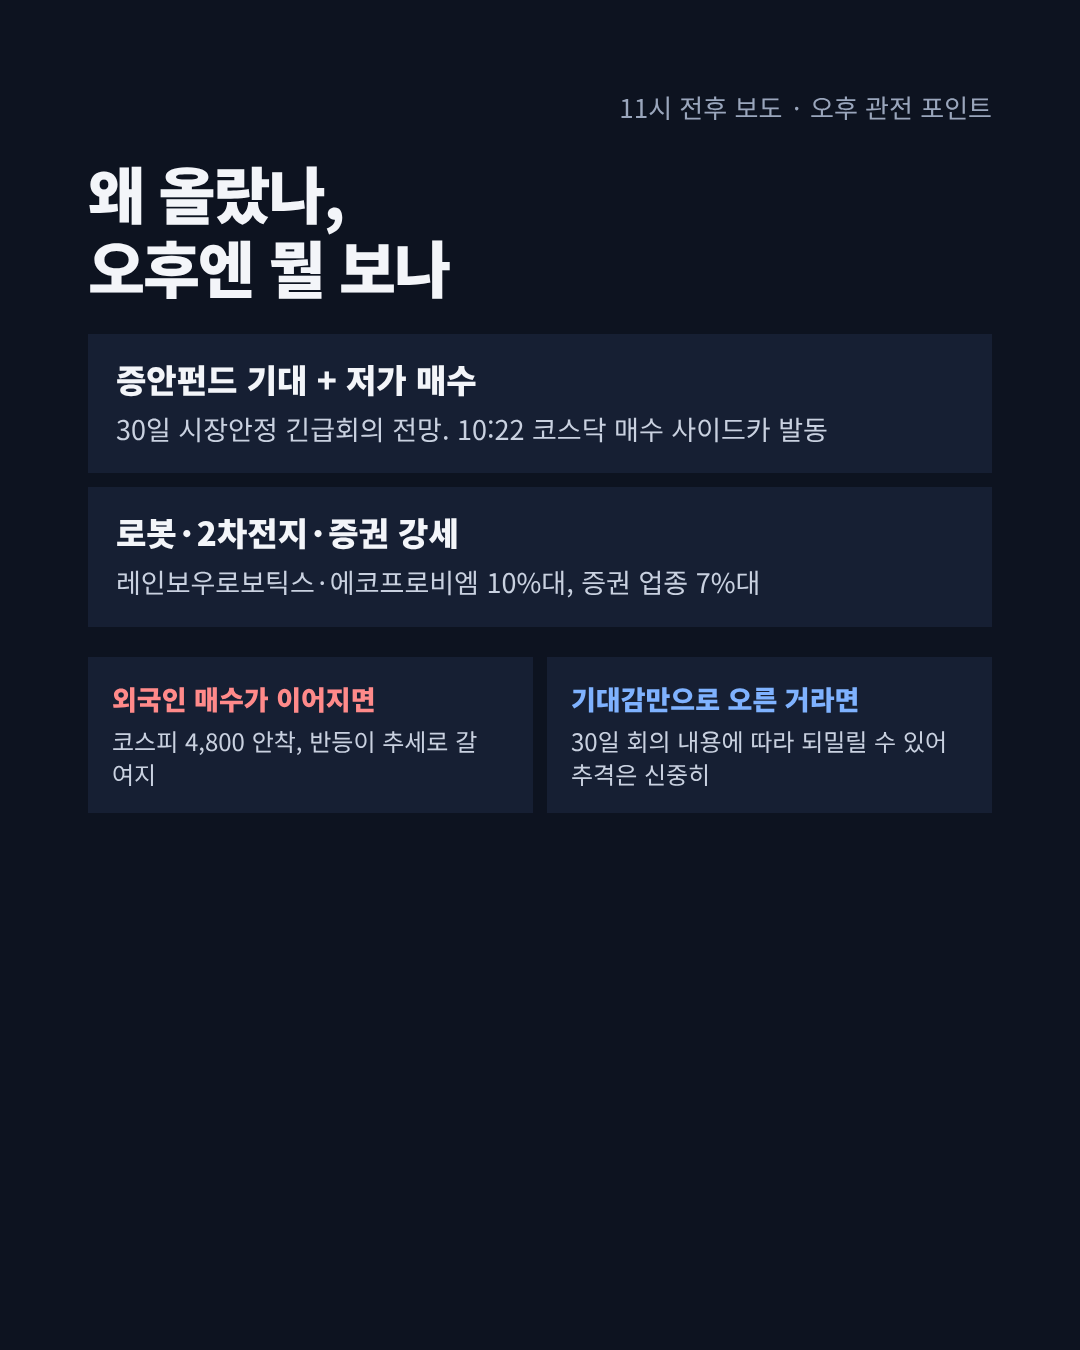 11시 전후 보도 · 오후 관전 포인트
왜 올랐나,
오후엔 뭘 보나
증안펀드 기대 + 저가 매수
30일 시장안정 긴급회의 전망. 10:22 코스닥 매수 사이드카 발동
로봇·2차전지·증권 강세
레인보우로보틱스·에코프로비엠 10%대, 증권 업종 7%대
외국인 매수가 이어지면
코스피 4,800 안착, 반등이 추세로 갈
여지
기대감만으로 오른 거라면
30일 회의 내용에 따라 되밀릴 수 있어
추격은 신중히